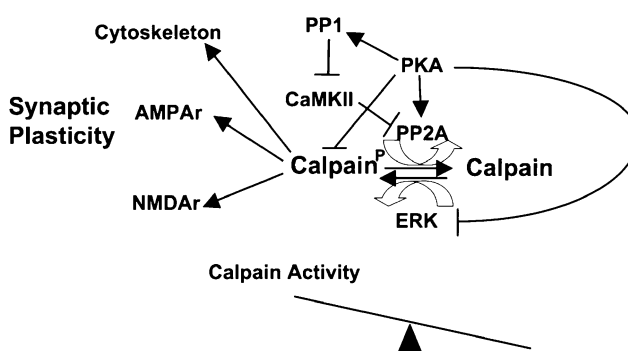 PP1
Cytoskeleton
PKA
CaMKII
Synaptic
Plasticity
AMPAr
PP2A
Calpain P
Calpain
NMDAr
ERK
Calpain Activity